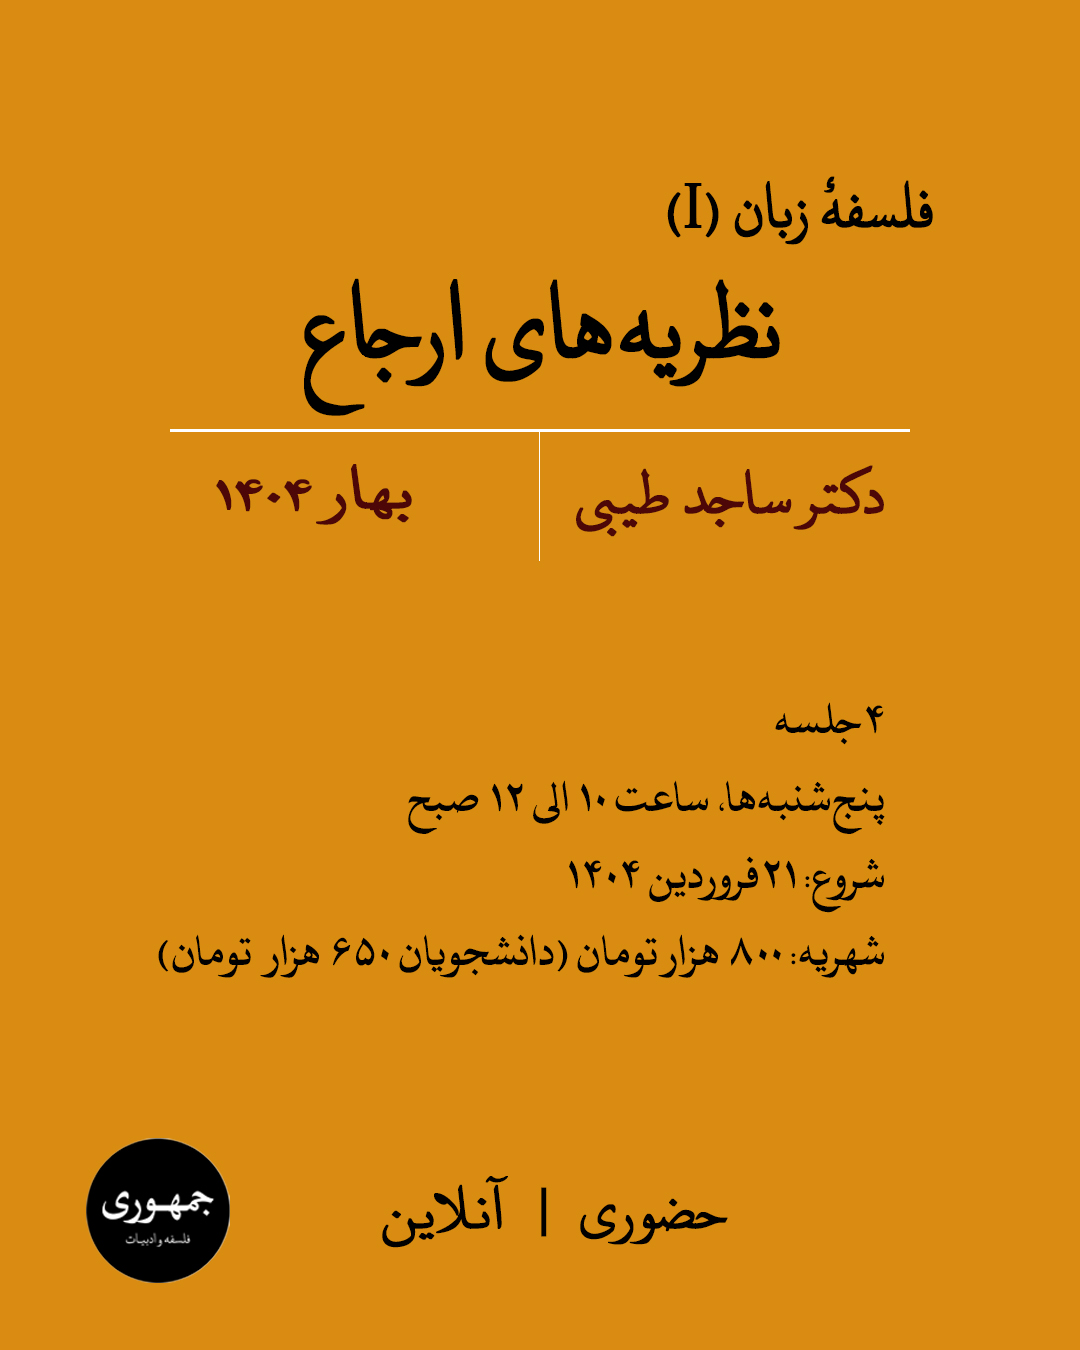 فلسفهٔ زبان (I)
نظریه‌های ارجاع
دکتر ساجد طیبی
بهار ۱۴۰۴
۴ جلسه
پنج‌شنبه‌ها، ساعت ۱۰ الی ۱۲ صبح
شروع: ۲۱ فروردین ۱۴۰۴
شهریه: ۸۰۰ هزار تومان (دانشجویان ۶۵۰ هزار تومان)
حضوری | آنلاین
جمهوری
فلسفه و ادبیات